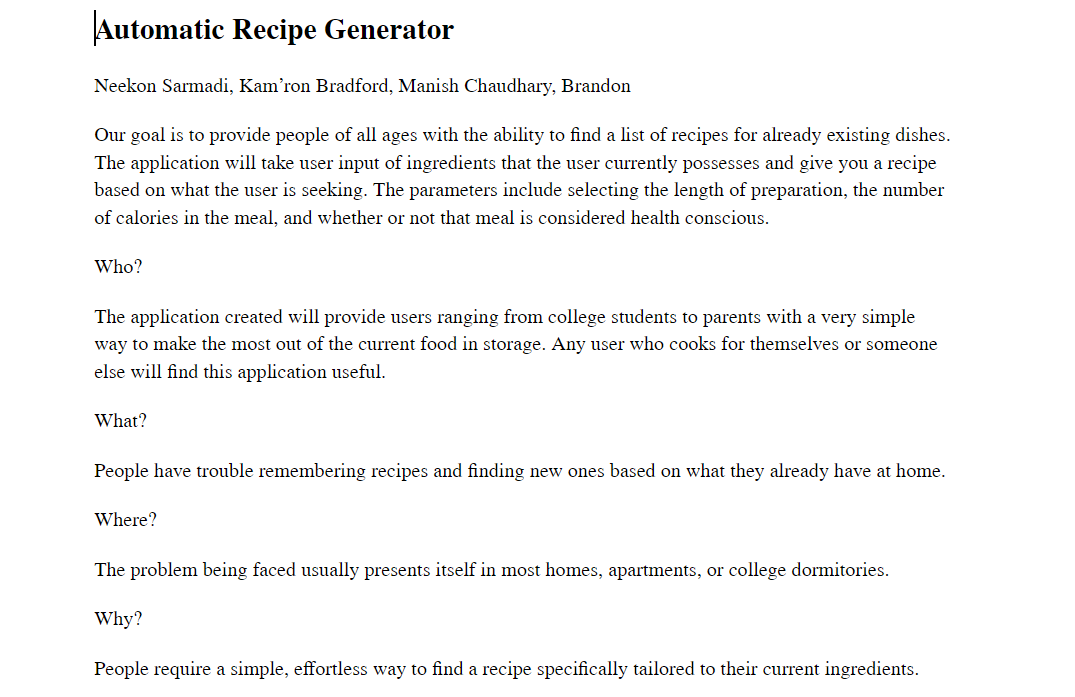 Automatic Recipe Generator
Neekon Sarmadi, Kam’ron Bradford, Manish Chaudhary, Brandon
Our goal is to provide people of all ages with the ability to find a list of recipes for already existing dishes.
The application will take user input of ingredients that the user currently possesses and give you a recipe
based on what the user is seeking. The parameters include selecting the length of preparation, the number
of calories in the meal, and whether or not that meal is considered health conscious.
Who?
The application created will provide users ranging from college students to parents with a very simple
way to make the most out of the current food in storage. Any user who cooks for themselves or someone
else will find this application useful.
What?
People have trouble remembering recipes and finding new ones based on what they already have at home.
Where?
The problem being faced usually presents itself in most homes, apartments, or college dormitories.
Why?
People require a simple, effortless way to find a recipe specifically tailored to their current ingredients.